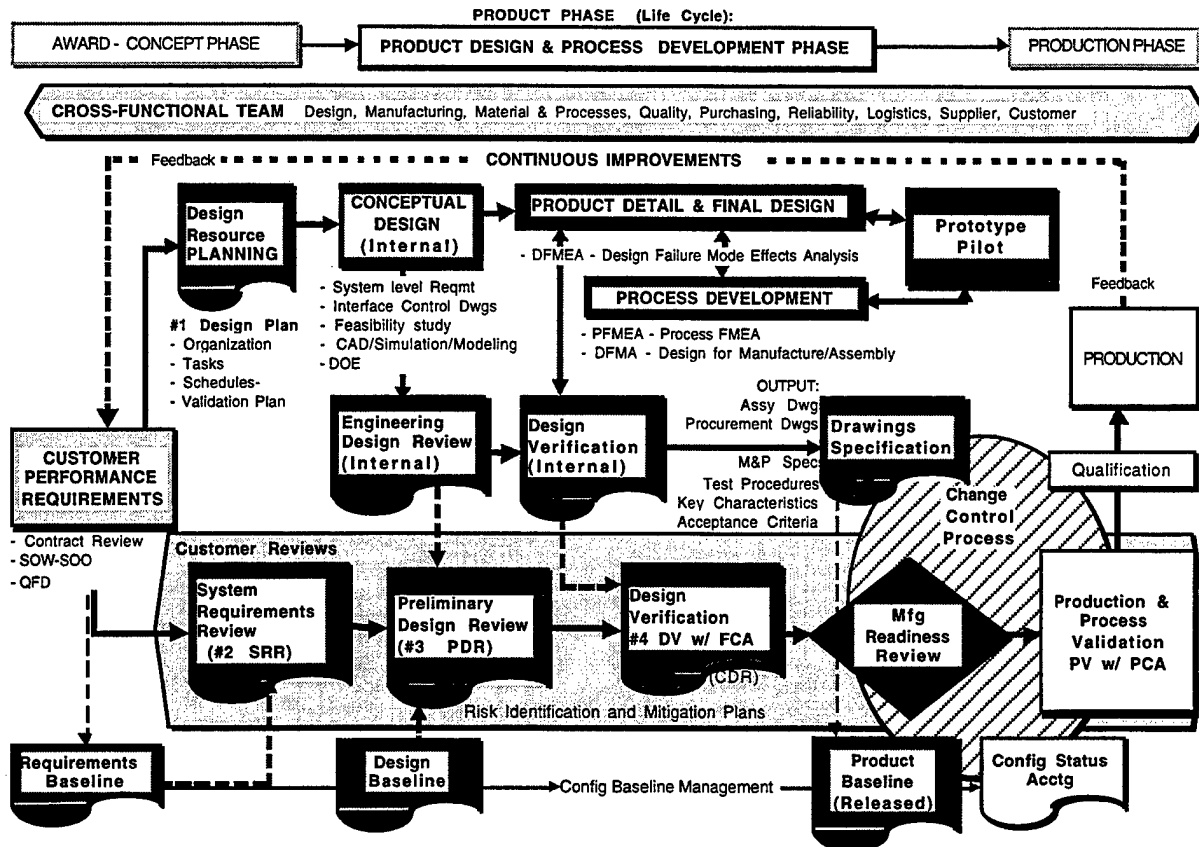 PRODUCT PHASE (Life Cycle):
AWARD - CONCEPT PHASE
PRODUCT DESIGN & PROCESS DEVELOPMENT PHASE
PRODUCTION PHASE
CROSS-FUNCTIONAL TEAM Design, Manufacturing, Material & Processes, Quality, Purchasing, Reliability, Logistics, Supplier, Customer
Feedback
CONTINUOUS IMPROVEMENTS
Design
Resource
PLANNING
CONCEPTUAL
DESIGN
(Internal)
PRODUCT DETAIL & FINAL DESIGN
Prototype
Pilot
- DFMEA - Design Failure Mode Effects Analysis
PROCESS DEVELOPMENT
Feedback
#1 Design Plan
- Organization
- Tasks
- Schedules-
- Validation Plan
- System level Reqmt
- Interface Control Dwgs
- Feasibility study
- CAD/Simulation/Modeling
- DOE
- PFMEA - Process FMEA
- DFMA - Design for Manufacture/Assembly
PRODUCTION
OUTPUT:
Assy Dwg
Procurement Dwgs
M&P Spec
Test Procedures
Key Characteristics
Acceptance Criteria
Engineering
Design Review
(Internal)
Design
Verification
(Internal)
Drawings
Specification
CUSTOMER
PERFORMANCE
REQUIREMENTS
Qualification
Change
Control
Process
- Contract Review
- SOW-SOO
- QFD
Customer Reviews
System
Requirements
Review
(#2 SRR)
Preliminary
Design Review
(#3 PDR)
Design
Verification
#4 DV w/ FCA
(CDR)
Mfg
Readiness
Review
Production &
Process
Validation
PV w/ PCA
Risk Identification and Mitigation Plans
Requirements
Baseline
Design
Baseline
Config Baseline Management
Product
Baseline
(Released)
Config Status
Acctg